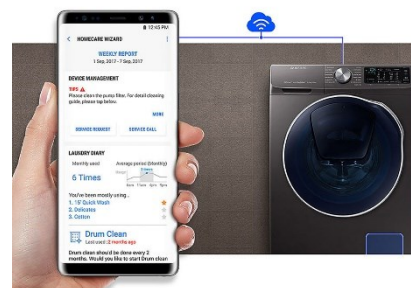 12:45 PM
HOMECARE WIZARD
WEEKLY REPORT
1 Sep, 2017 - 7 Sep, 2017
DEVICE MANAGEMENT
TIPS
Please clean the pump filter. For detail cleaning
guide, please tap below.
MORE
SERVICE REQUEST SERVICE CALL
LAUNDRY DIARY
Monthly used Average period (Monthly)
6 Times
You've been mostly using...
1. 15' Quick Wash
2. Delicates
3. Cotton
Drum Clean
Last used: 2 months ago
Drum clean should be done every 2
months. Would you like to start Drum clean